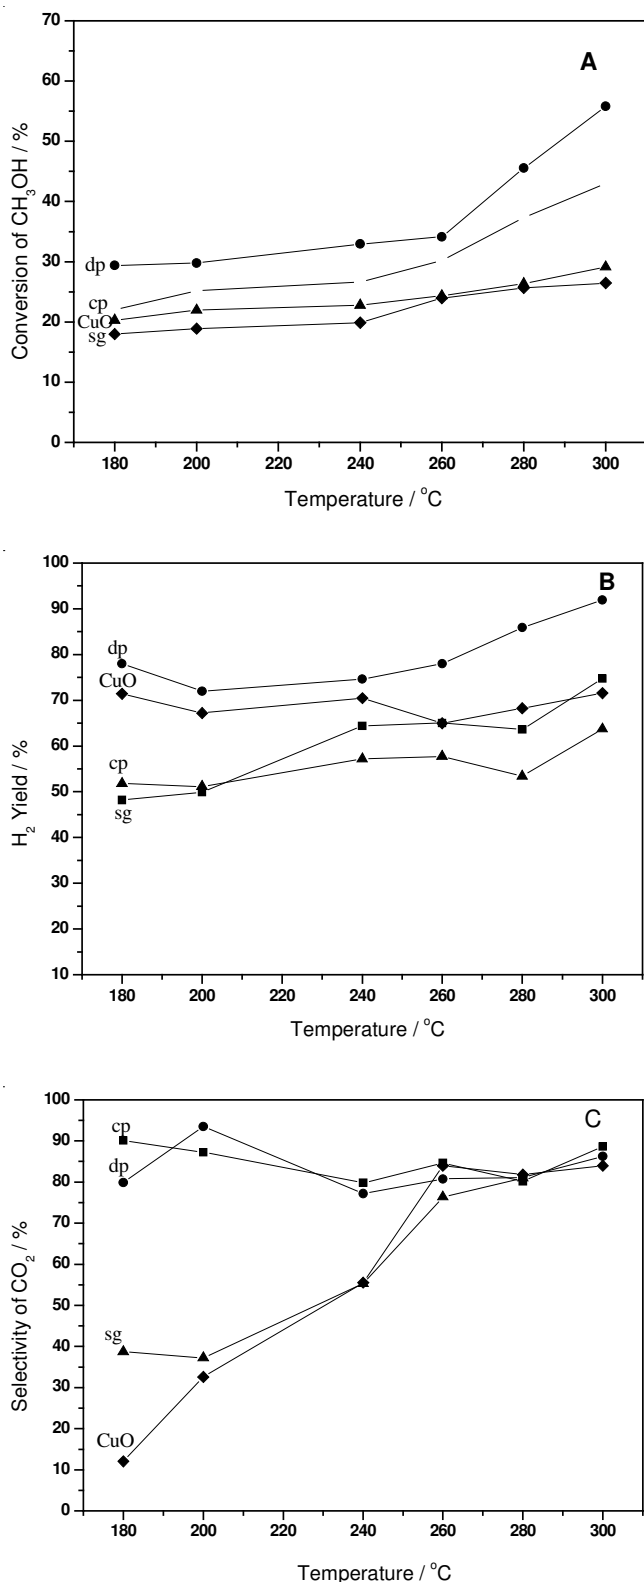 70
A
60
50
40
30
20
10
0
Conversion of CH3OH / %
dp
cp
CuO
sg
180 200 220 240 260 280 300
Temperature / °C
100
B
90
80
70
60
50
40
30
20
10
H2 Yield / %
dp
CuO
cp
sg
180 200 220 240 260 280 300
Temperature / °C
100
C
90
80
70
60
50
40
30
20
10
0
Selectivity of CO2 / %
cp
dp
sg
CuO
180 200 220 240 260 280 300
Temperature / °C